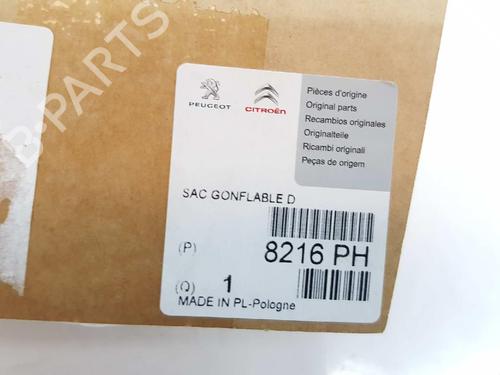 B-PARTS
PEUGEOT
CITROËN
Pièces d'origine
Original parts
Recambios originales
Originalteile
Ricambi originali
Peças de origem
SAC GONFLABLE D
(P) 8216 PH
(Q) 1
MADE IN PL-Pologne